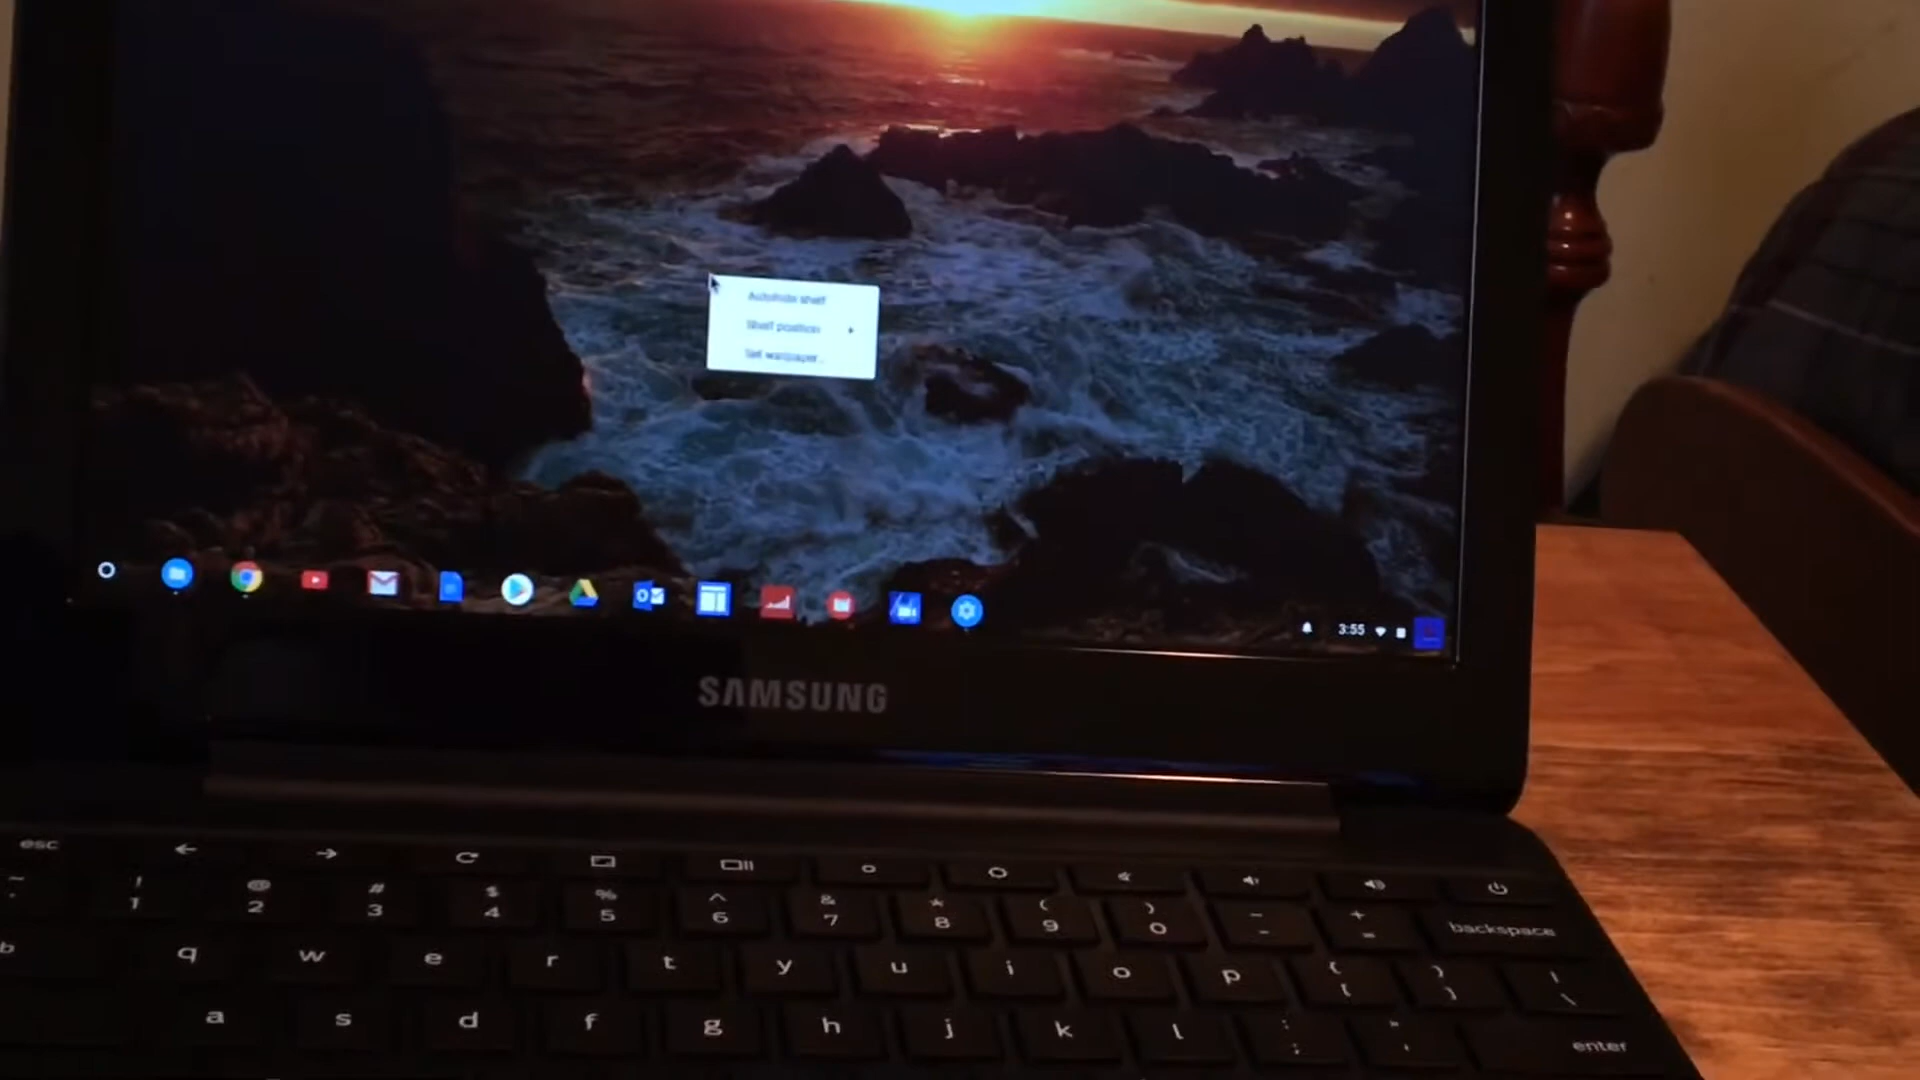 Autohide shelf
Shelf position
Set wallpaper...
3:55
SAMSUNG
esc
~ ! @ # $ % ^ & * ( ) _ +
1 2 3 4 5 6 7 8 9 0 - = backspace
b q w e r t y u i o p { } |
[ ] \
a s d f g h j k l : " enter
; '